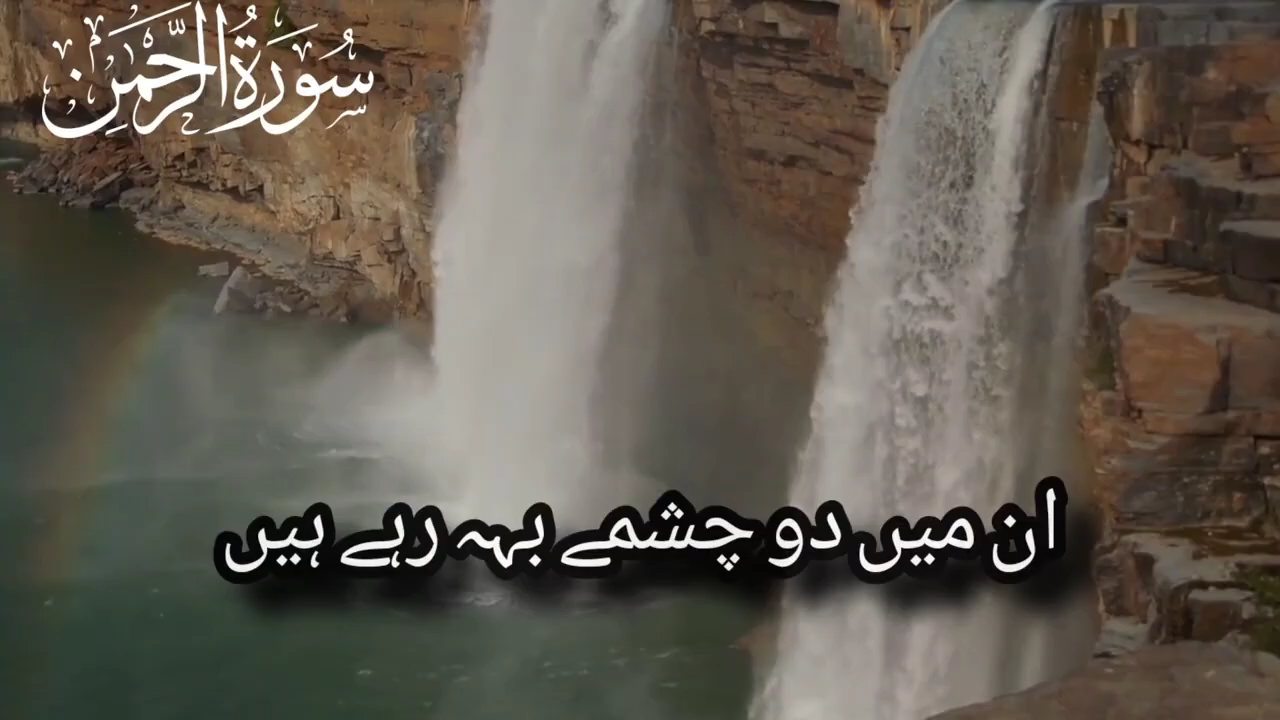 سُورَةُ الرَّحْمٰن
ان میں دو چشمے بہہ رہے ہیں